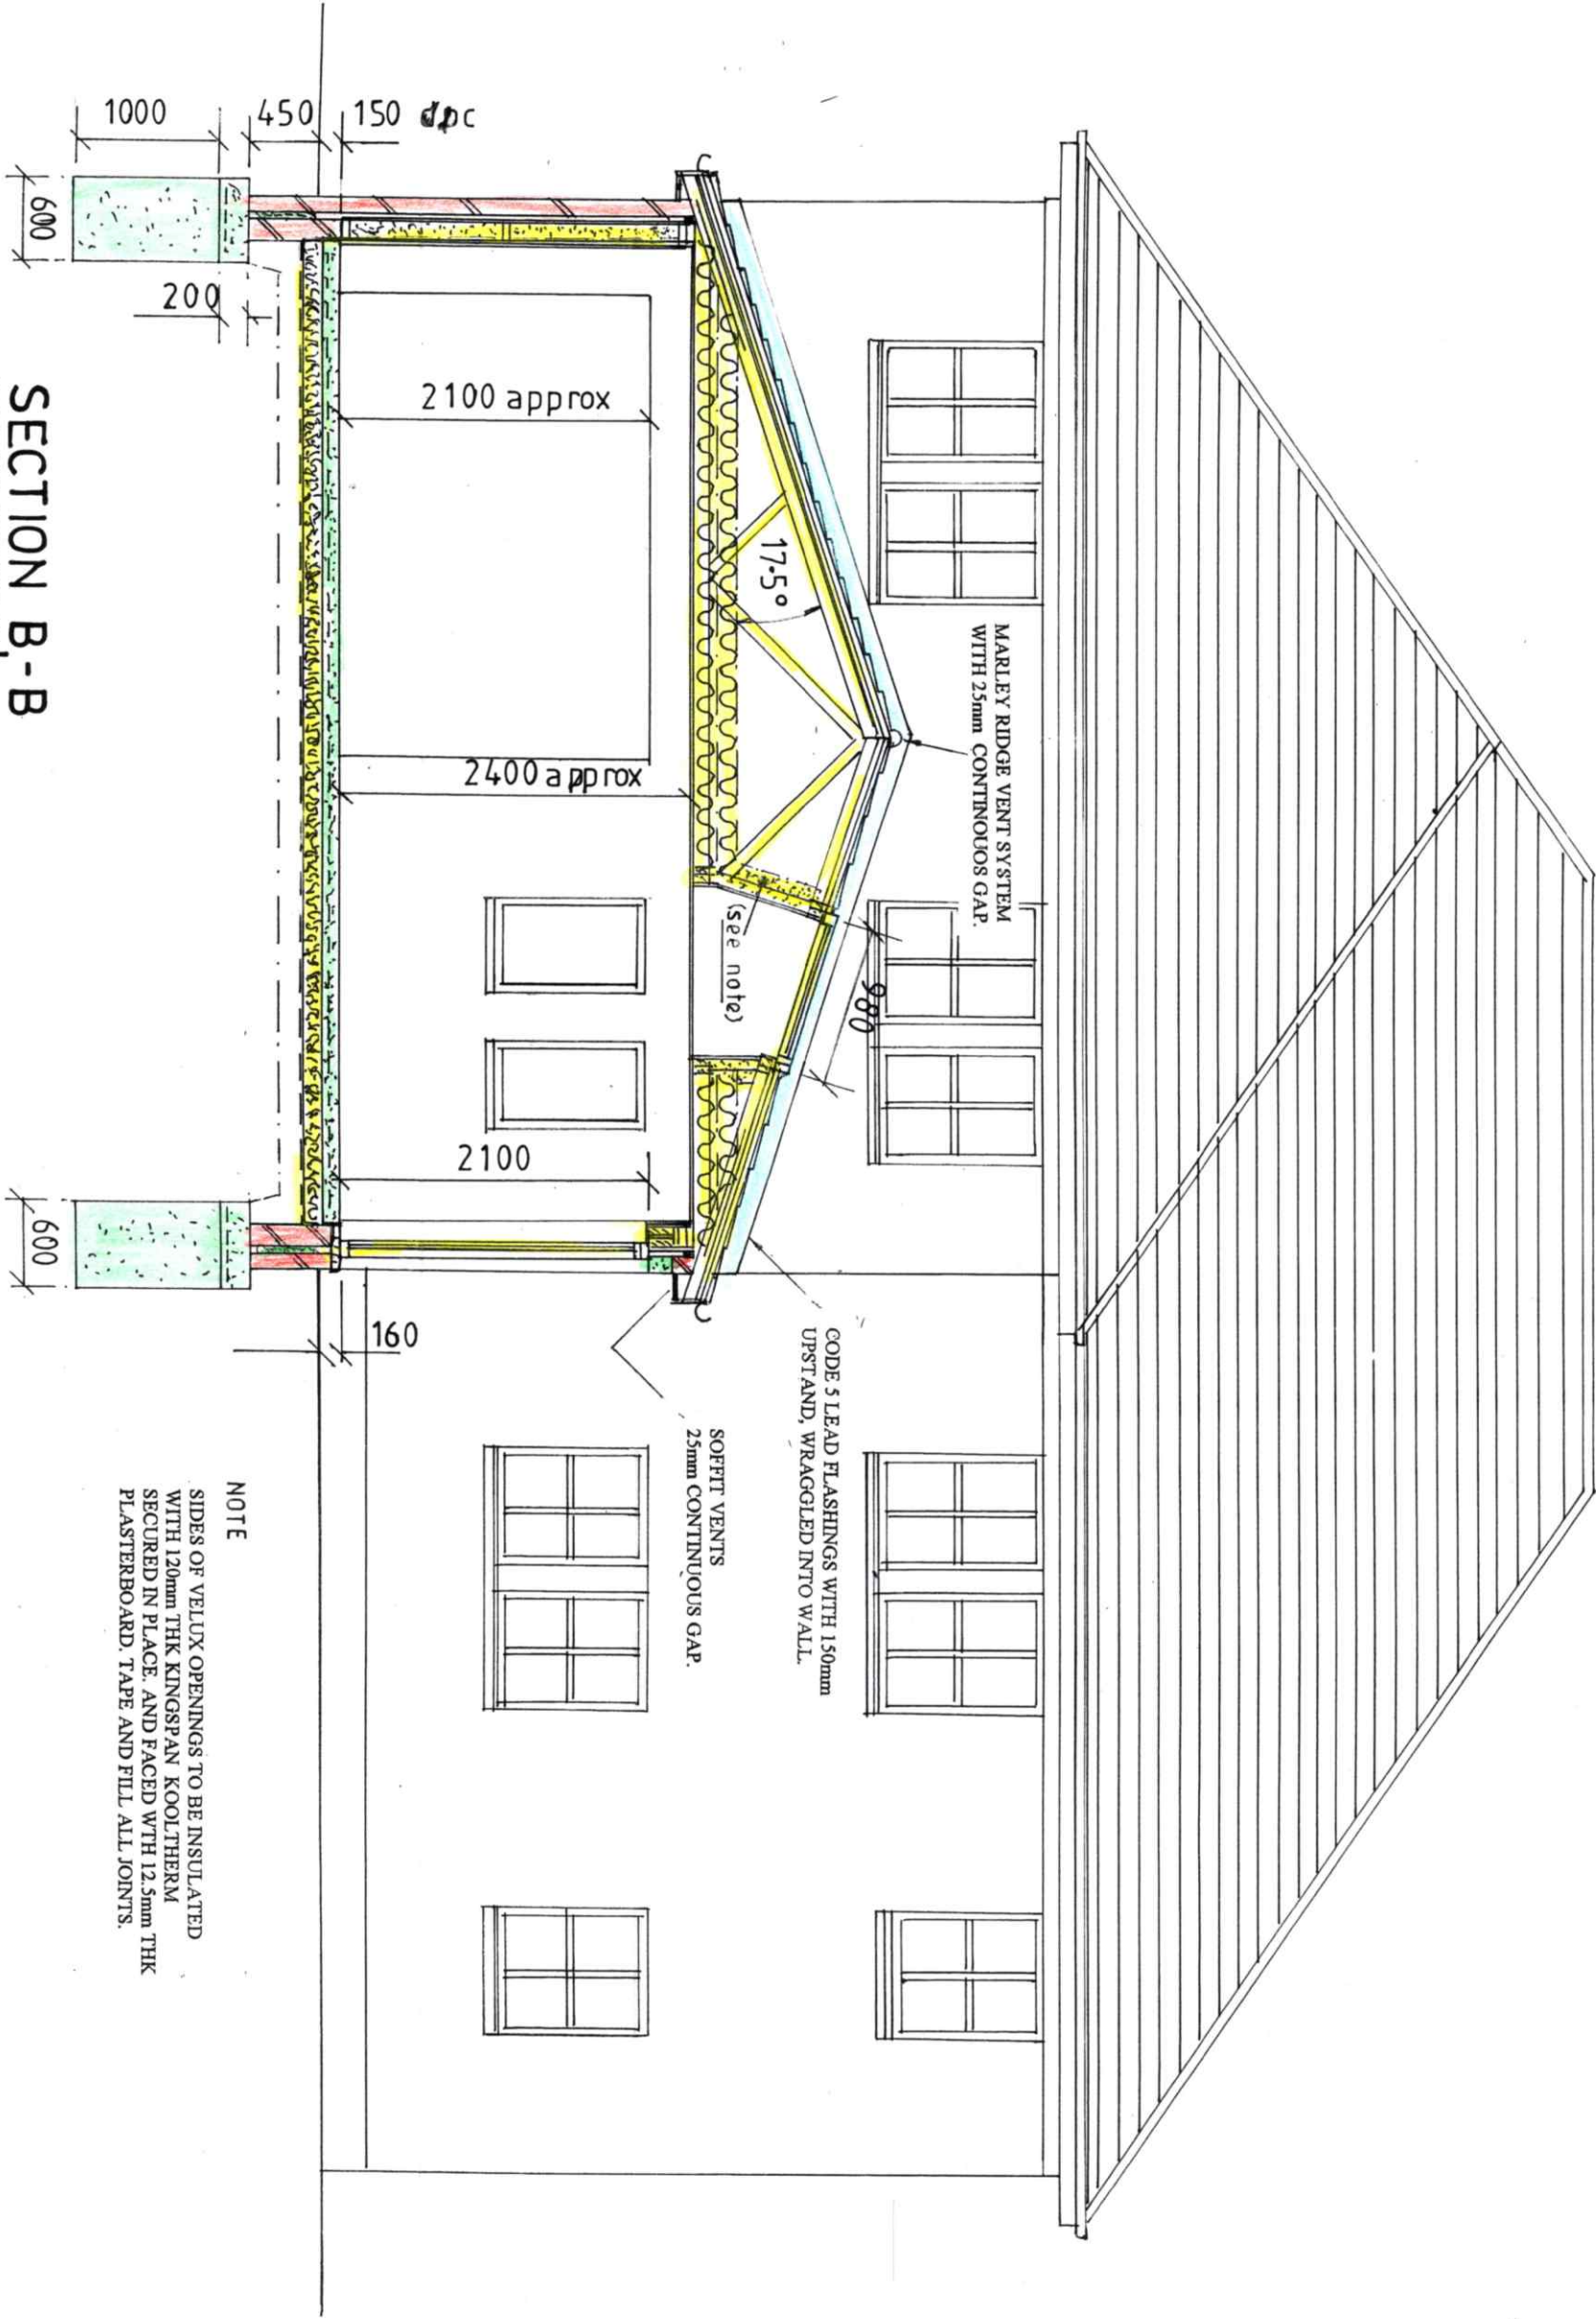 MARLEY RIDGE VENT SYSTEM
WITH 25mm CONTINOUOS GAP.
17·5°
980
(see note)
CODE 5 LEAD FLASHINGS WITH 150mm
UPSTAND, WRAGGLED INTO WALL.
SOFFIT VENTS
25mm CONTINUOUS GAP.
2100 approx
2400 approx
2100
150 dpc
450
1000
600
200
160
600
NOTE
SIDES OF VELUX OPENINGS TO BE INSULATED
WITH 120mm THK KINGSPAN KOOLTHERM
SECURED IN PLACE. AND FACED WTH 12.5mm THK
PLASTERBOARD. TAPE AND FILL ALL JOINTS.
SECTION B-B